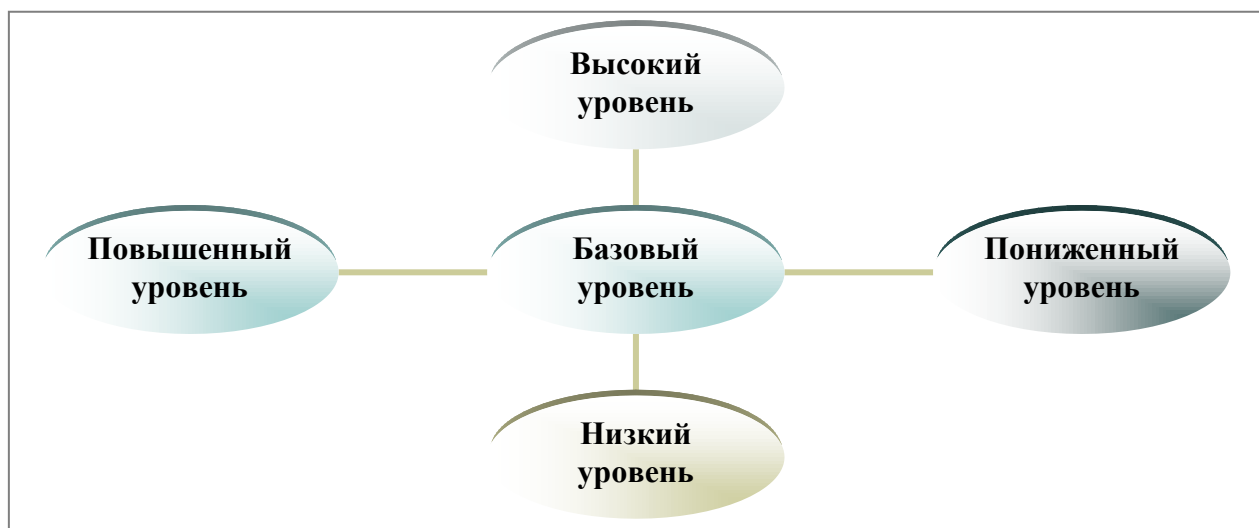 Высокий
уровень
Повышенный
уровень
Базовый
уровень
Пониженный
уровень
Низкий
уровень